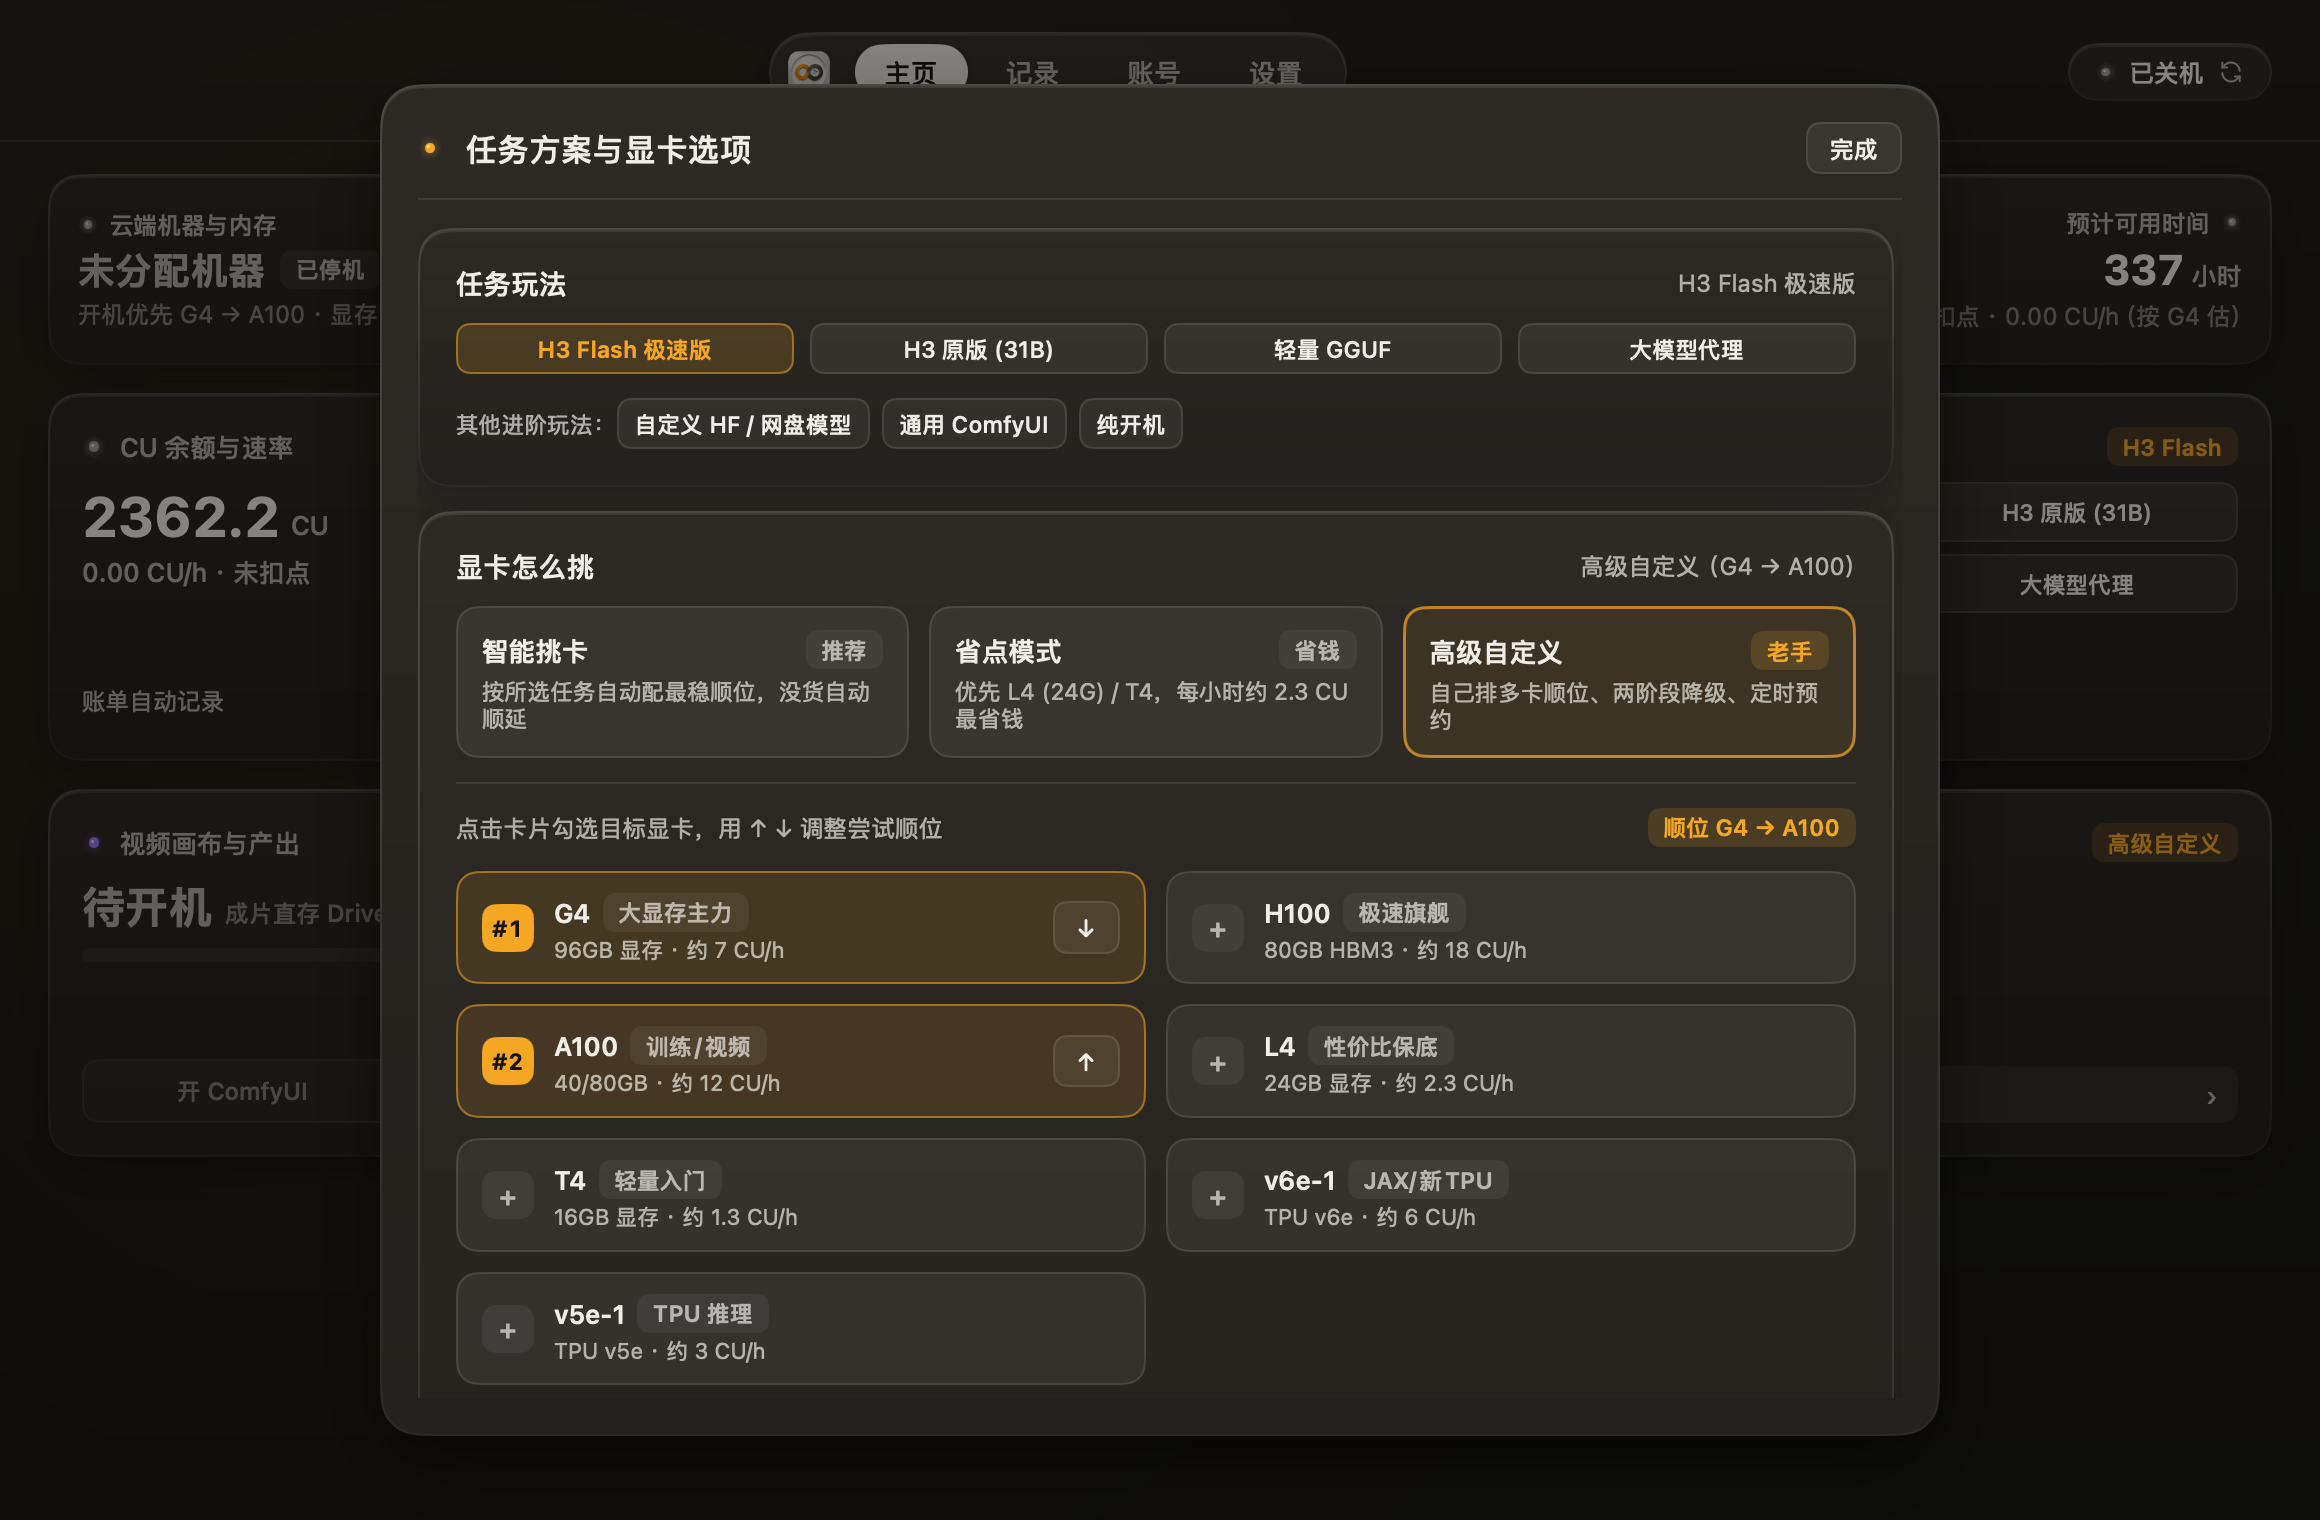 主页
记录
账号
设置
已关机
任务方案与显卡选项
完成
云端机器与内存
未分配机器
已停机
开机优先 G4 → A100 · 显存
预计可用时间
337 小时
扣点 · 0.00 CU/h (按 G4 估)
任务玩法
H3 Flash 极速版
H3 Flash 极速版
H3 原版 (31B)
轻量 GGUF
大模型代理
其他进阶玩法:
自定义 HF / 网盘模型
通用 ComfyUI
纯开机
CU 余额与速率
2362.2 CU
0.00 CU/h · 未扣点
账单自动记录
H3 Flash
H3 原版 (31B)
大模型代理
显卡怎么挑
高级自定义 (G4 → A100)
智能挑卡
推荐
按所选任务自动配最稳顺位，没货自动
顺延
省点模式
省钱
优先 L4 (24G) / T4，每小时约 2.3 CU
最省钱
高级自定义
老手
自己排多卡顺位、两阶段降级、定时预
约
点击卡片勾选目标显卡，用 ↑ ↓ 调整尝试顺位
顺位 G4 → A100
视频画布与产出
待开机 成片直存 Drive
开 ComfyUI
高级自定义
›
#1
G4
大显存主力
96GB 显存 · 约 7 CU/h
↓
+
H100
极速旗舰
80GB HBM3 · 约 18 CU/h
#2
A100
训练/视频
40/80GB · 约 12 CU/h
↑
+
L4
性价比保底
24GB 显存 · 约 2.3 CU/h
+
T4
轻量入门
16GB 显存 · 约 1.3 CU/h
+
v6e-1
JAX/新TPU
TPU v6e · 约 6 CU/h
+
v5e-1
TPU 推理
TPU v5e · 约 3 CU/h